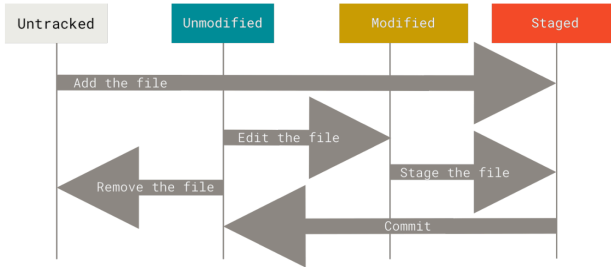 Untracked
Unmodified
Modified
Staged
Add the file
Edit the file
Stage the file
Remove the file
Commit